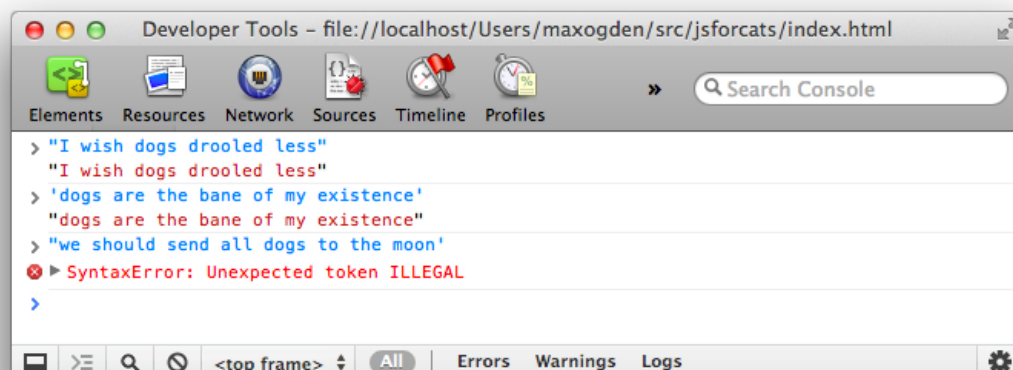 Developer Tools – file://localhost/Users/maxogden/src/jsforcats/index.html
Elements Resources Network Sources Timeline Profiles » Search Console
> "I wish dogs drooled less"
"I wish dogs drooled less"
> 'dogs are the bane of my existence'
"dogs are the bane of my existence"
> "we should send all dogs to the moon'
SyntaxError: Unexpected token ILLEGAL
>
<top frame> All Errors Warnings Logs